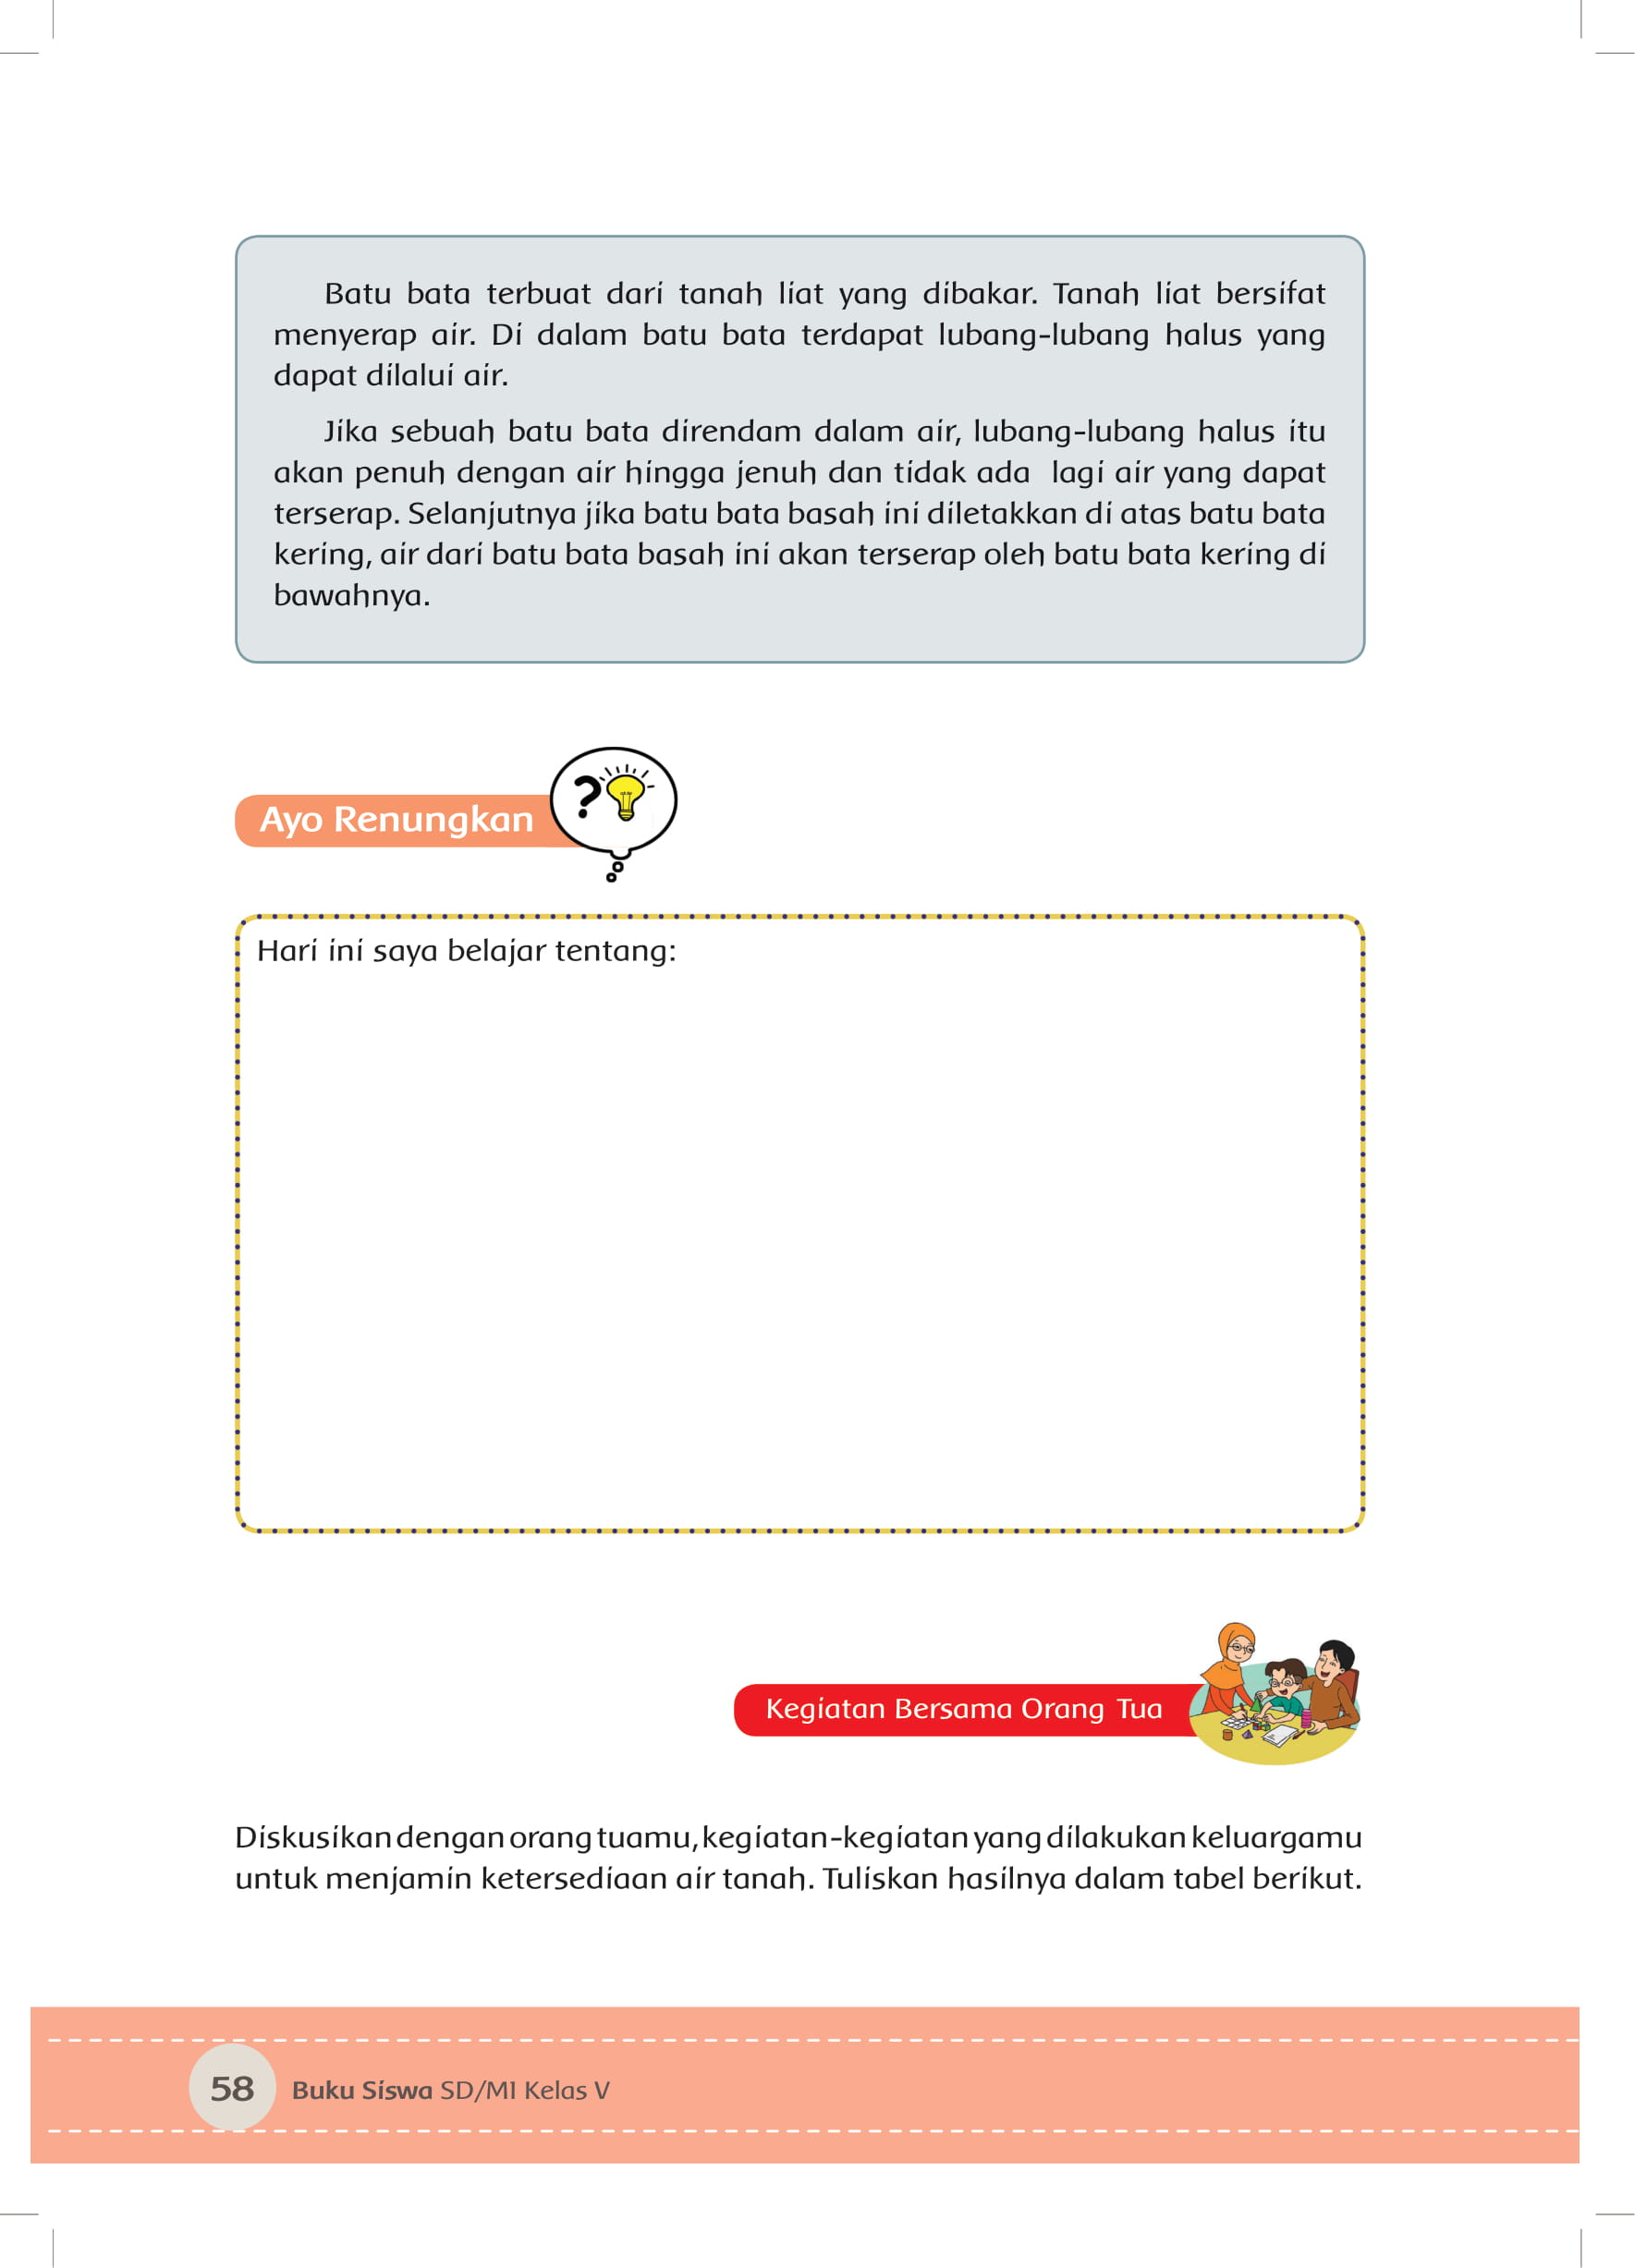 Batu bata terbuat dari tanah liat yang dibakar. Tanah liat bersifat
menyerap air. Di dalam batu bata terdapat lubang-lubang halus yang
dapat dilalui air.
Jika sebuah batu bata direndam dalam air, lubang-lubang halus itu
akan penuh dengan air hingga jenuh dan tidak ada lagi air yang dapat
terserap. Selanjutnya jika batu bata basah ini diletakkan di atas batu bata
kering, air dari batu bata basah ini akan terserap oleh batu bata kering di
bawahnya.
Ayo Renungkan
?
Hari ini saya belajar tentang:
Kegiatan Bersama Orang Tua
Diskusikan dengan orang tuamu, kegiatan-kegiatan yang dilakukan keluargamu
untuk menjamin ketersediaan air tanah. Tuliskan hasilnya dalam tabel berikut.
58 Buku Siswa SD/MI Kelas V